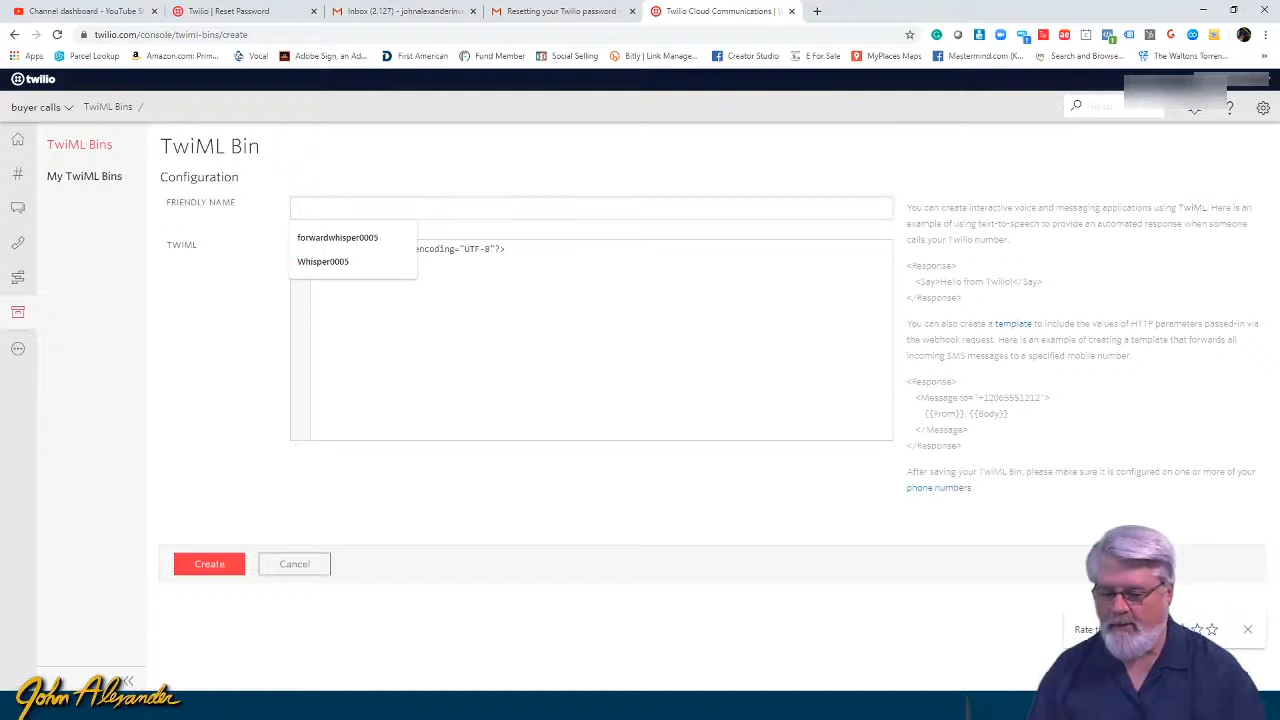 Channel dashboard - YouTube St
Twilio | Reset Password
Inbox (2,127) - johnalexanderinv
Resetting your Twilio password -
Twilio Cloud Communications | W
twilio.com/console/twiml-bins/create
Apps
Parcel Lookup
Amazon.com: Prim...
Vocal
Adobe Sign, an Ad...
First American
Fund Member
Social Selling
Bitly | Link Manage...
Facebook Creator
E For Sale
MyPlaces Maps
Mastermind.com (K...
Search and Browse...
The Waltons Torren...
twilio
buyer calls
TwiML Bins /
Go to
TwiML Bins
My TwiML Bins
TwiML Bin
Configuration
FRIENDLY NAME
forwardwhisper0005
Whisper0005
TWIML
encoding="UTF-8"?>
You can create interactive voice and messaging applications using TwiML. Here is an
example of using text-to-speech to provide an automated response when someone
calls your Twilio number.
<Response>
<Say>Hello from Twilio!</Say>
</Response>
You can also create a template to include the values of HTTP parameters passed-in via
the webhook request. Here is an example of creating a template that forwards all
incoming SMS messages to a specified mobile number.
<Response>
<Message to="+12065551212">
{{From}}: {{Body}}
</Message>
</Response>
After saving your TwiML Bin, please make sure it is configured on one or more of your
phone numbers.
Create
Cancel
Rate
John Alexander